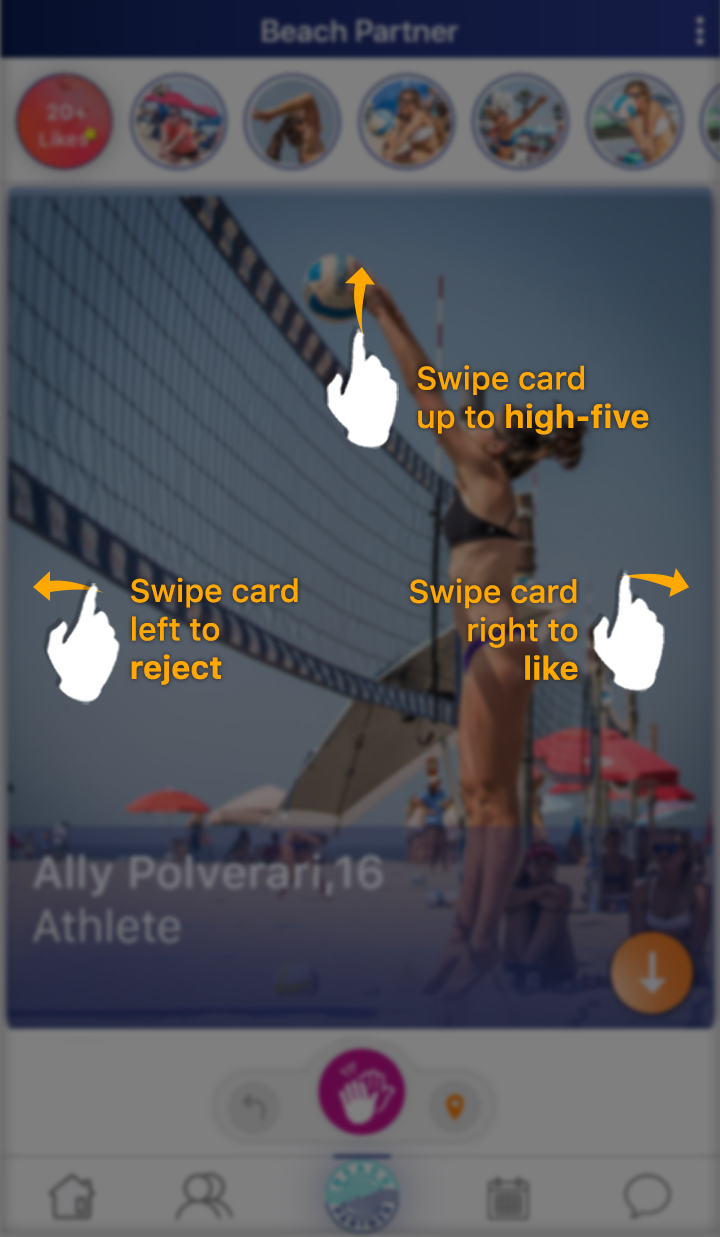 Beach Partner
20+
Likes
Swipe card
up to high-five
Swipe card
left to
reject
Swipe card
right to
like
Ally Polverari,16
Athlete
PARTNER